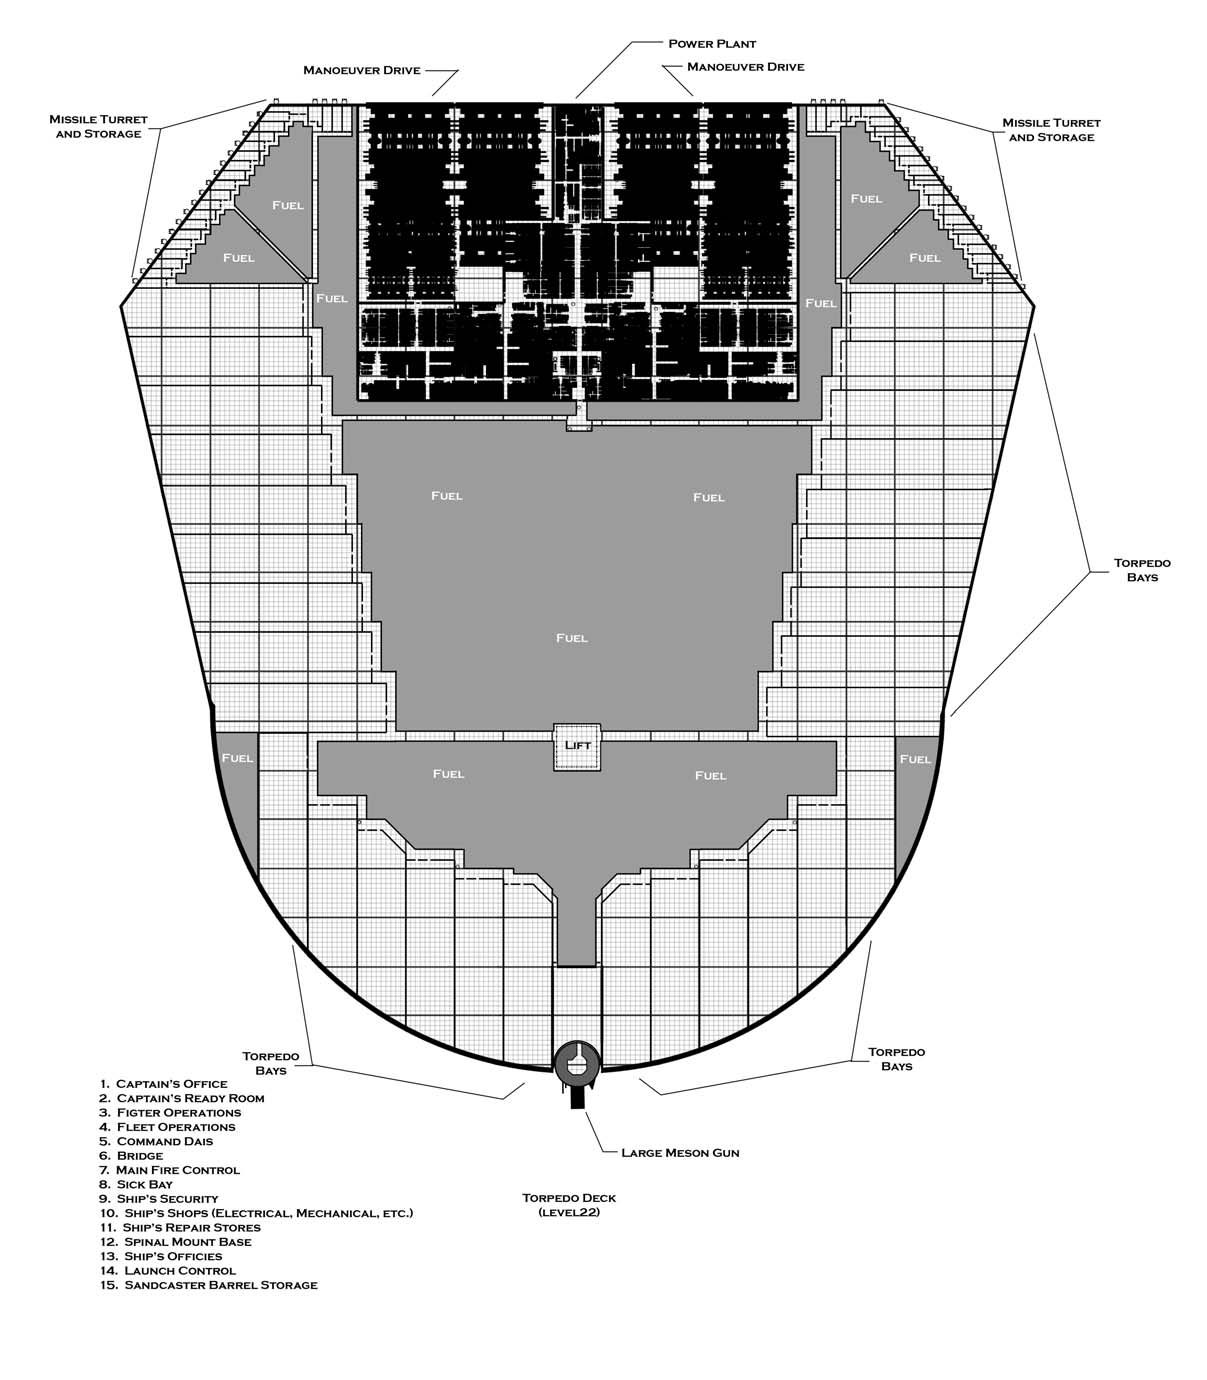 Power Plant
Manoeuver Drive
Manoeuver Drive
Missile Turret
and Storage
Missile Turret
and Storage
Fuel
Fuel
Fuel
Fuel
Fuel
Fuel
Fuel
Fuel
Torpedo
Bays
Fuel
Lift
Fuel
Fuel
Fuel
Fuel
Torpedo
Bays
Torpedo
Bays
1. Captain's Office
2. Captain's Ready Room
3. Figter Operations
4. Fleet Operations
5. Command Dais
6. Bridge
7. Main Fire Control
8. Sick Bay
9. Ship's Security
10. Ship's Shops (Electrical, Mechanical, etc.)
11. Ship's Repair Stores
12. Spinal Mount Base
13. Ship's Officies
14. Launch Control
15. Sandcaster Barrel Storage
Large Meson Gun
Torpedo Deck
(level22)